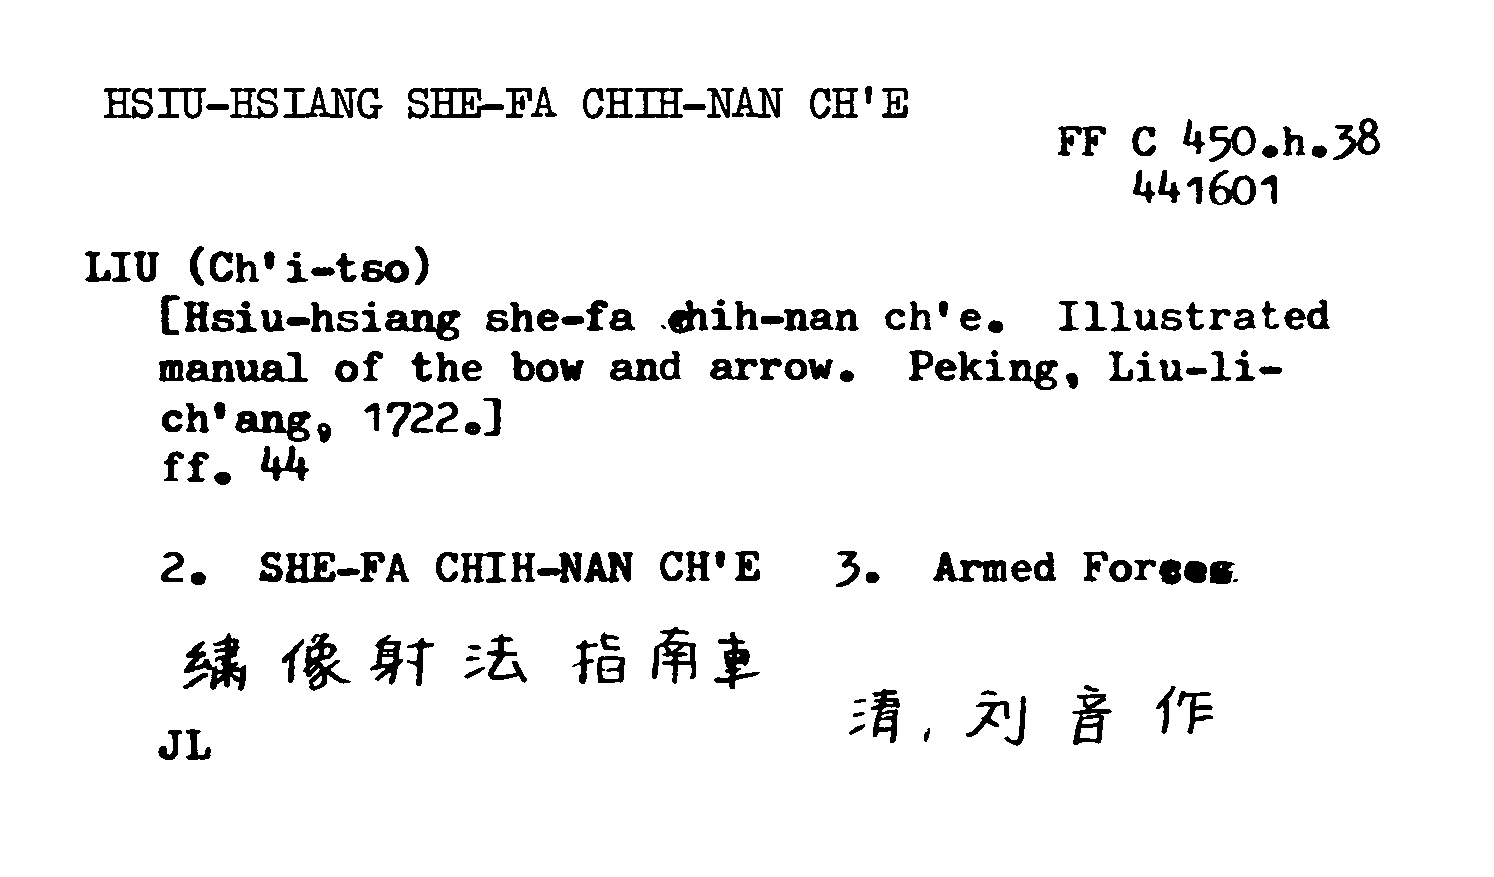 HSIU-HSIANG SHE-FA CHIH-NAN CH'E
FF C 450.h.38
441601
LIU (Ch'i-tso)
[Hsiu-hsiang she-fa chih-nan ch'e. Illustrated
manual of the bow and arrow. Peking, Liu-li-
ch'ang, 1722.]
ff. 44
2. SHE-FA CHIH-NAN CH'E 3. Armed Forces
繡像射法指南車
清, 刘音作
JL